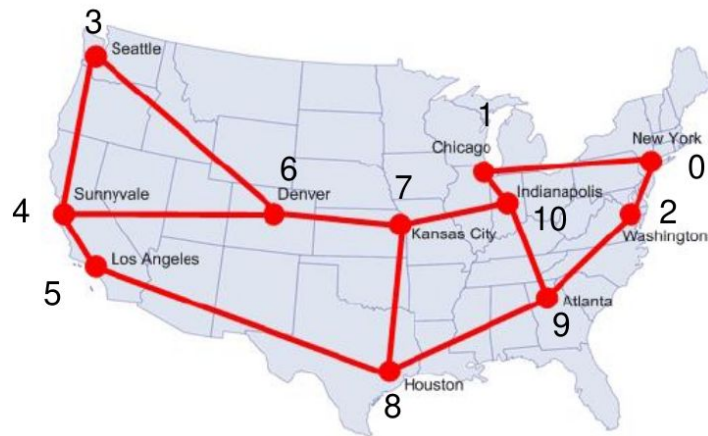 3
Seattle
1
Chicago
New York
0
6
Denver
7
Indianapolis
10
2
4
Sunnyvale
Kansas City
Washington
Los Angeles
5
Atlanta
9
Houston
8